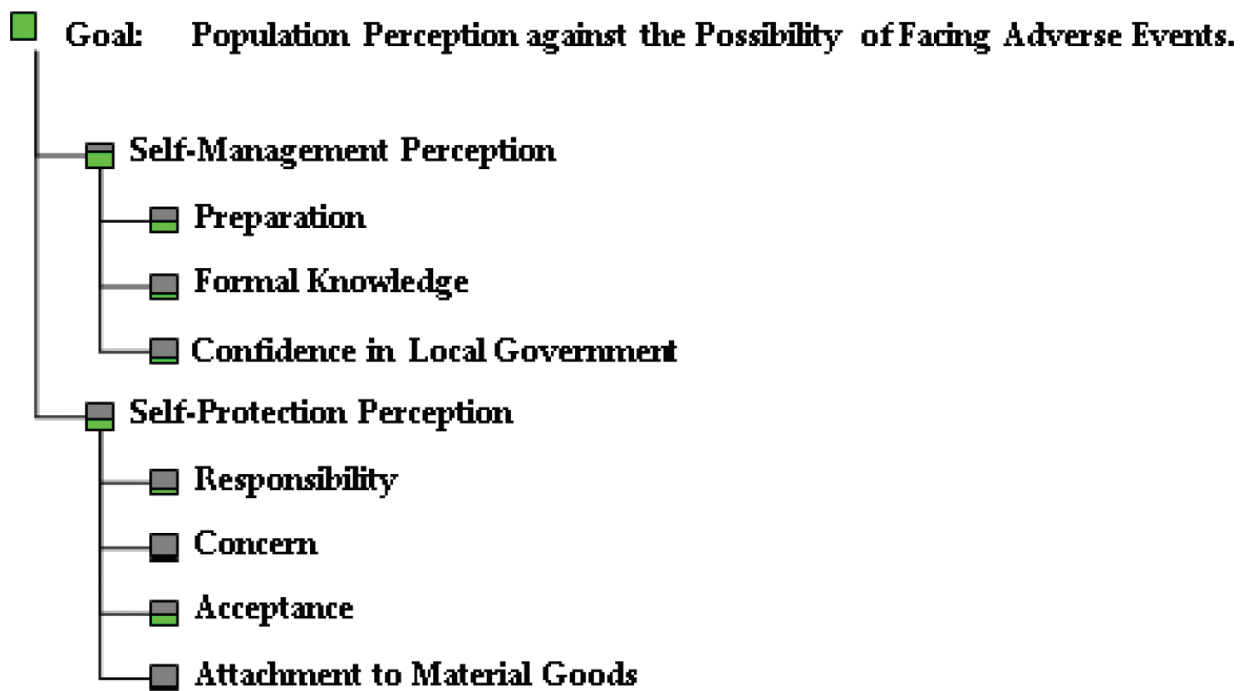 Goal: Population Perception against the Possibility of Facing Adverse Events.
Self-Management Perception
Preparation
Formal Knowledge
Confidence in Local Government
Self-Protection Perception
Responsibility
Concern
Acceptance
Attachment to Material Goods